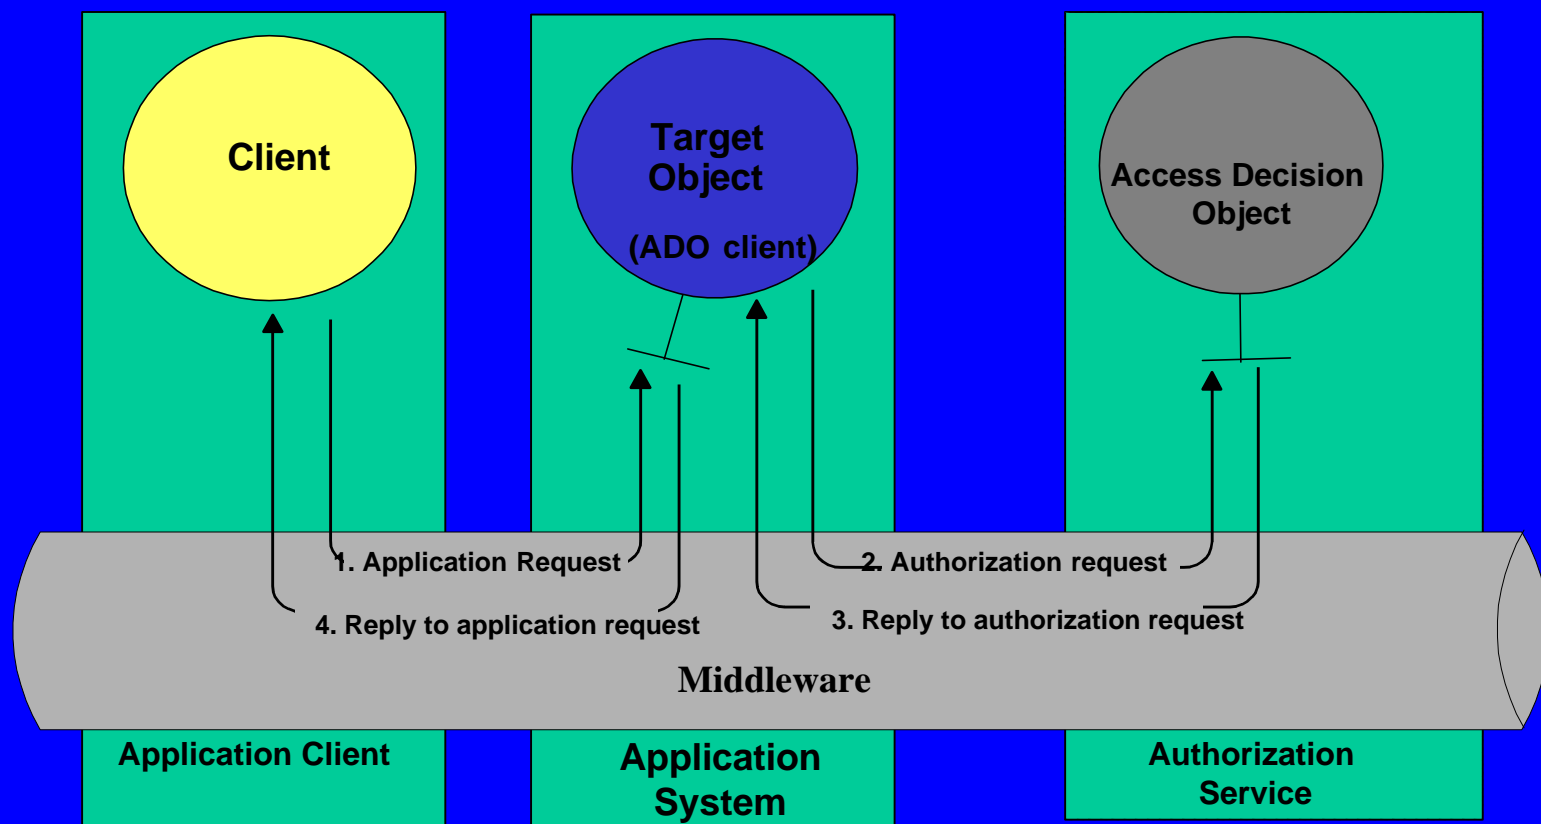 Client
Target
Object
(ADO client)
Access Decision
Object
1. Application Request
2. Authorization request
4. Reply to application request
3. Reply to authorization request
Middleware
Application Client
Application
System
Authorization
Service